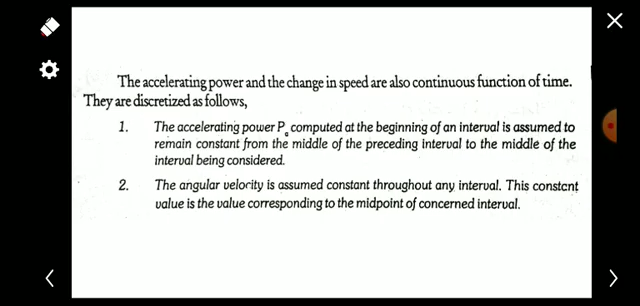 The accelerating power and the change in speed are also continuous function of time.
They are discretized as follows,
1. The accelerating power Pa computed at the beginning of an interval is assumed to
remain constant from the middle of the preceding interval to the middle of the
interval being considered.
2. The angular velocity is assumed constant throughout any interval. This constant
value is the value corresponding to the midpoint of concerned interval.